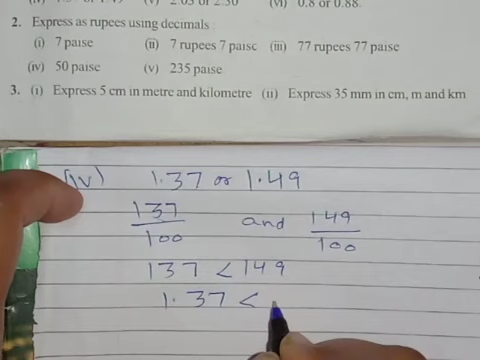 2. Express as rupees using decimals
(i) 7 paise (ii) 7 rupees 7 paise (iii) 77 rupees 77 paise
(iv) 50 paise (v) 235 paise
3. (i) Express 5 cm in metre and kilometre (ii) Express 35 mm in cm, m and km
(iv) 1.37 or 1.49
137/100 and 149/100
137 < 149
1.37 <